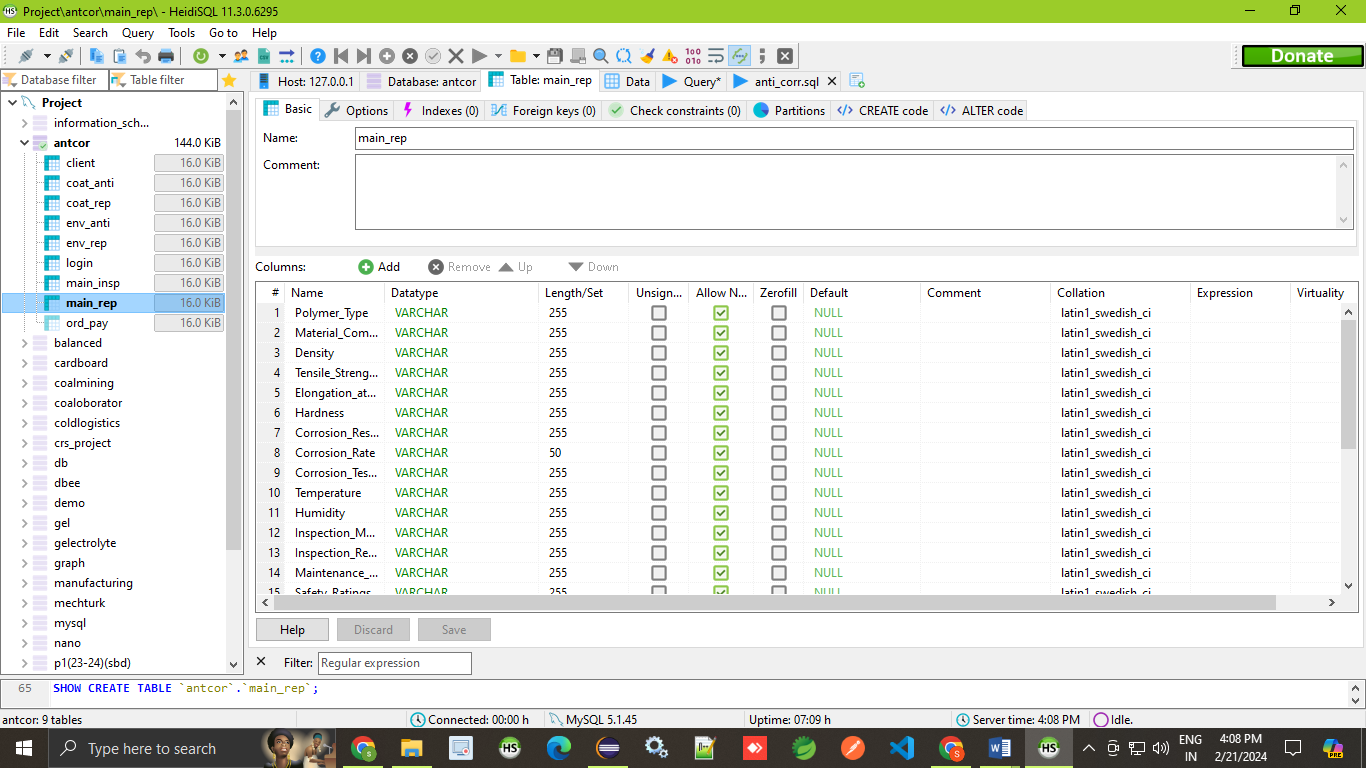 Project\antcor\main_rep\ - HeidiSQL 11.3.0.6295
File Edit Search Query Tools Go to Help
Donate
Database filter Table filter
Host: 127.0.0.1 Database: antcor Table: main_rep Data Query* anti_corr.sql
Project
information_sch...
antcor 144.0 KiB
client 16.0 KiB
coat_anti 16.0 KiB
coat_rep 16.0 KiB
env_anti 16.0 KiB
env_rep 16.0 KiB
login 16.0 KiB
main_insp 16.0 KiB
main_rep 16.0 KiB
ord_pay 16.0 KiB
balanced
cardboard
coalmining
coaloborator
coldlogistics
crs_project
db
dbee
demo
gel
gelectrolyte
graph
manufacturing
mechturk
mysql
nano
p1(23-24)(sbd)
Basic Options Indexes (0) Foreign keys (0) Check constraints (0) Partitions CREATE code ALTER code
Name: main_rep
Comment:
Columns: Add Remove Up Down
# Name Datatype Length/Set Unsign... Allow N... Zerofill Default Comment Collation Expression Virtuality
1 Polymer_Type VARCHAR 255 NULL latin1_swedish_ci
2 Material_Com... VARCHAR 255 NULL latin1_swedish_ci
3 Density VARCHAR 255 NULL latin1_swedish_ci
4 Tensile_Streng... VARCHAR 255 NULL latin1_swedish_ci
5 Elongation_at... VARCHAR 255 NULL latin1_swedish_ci
6 Hardness VARCHAR 255 NULL latin1_swedish_ci
7 Corrosion_Res... VARCHAR 255 NULL latin1_swedish_ci
8 Corrosion_Rate VARCHAR 50 NULL latin1_swedish_ci
9 Corrosion_Tes... VARCHAR 255 NULL latin1_swedish_ci
10 Temperature VARCHAR 255 NULL latin1_swedish_ci
11 Humidity VARCHAR 255 NULL latin1_swedish_ci
12 Inspection_M... VARCHAR 255 NULL latin1_swedish_ci
13 Inspection_Re... VARCHAR 255 NULL latin1_swedish_ci
14 Maintenance_... VARCHAR 255 NULL latin1_swedish_ci
15 Safety_Ratings VARCHAR 255 NULL latin1_swedish_ci
Help Discard Save
Filter: Regular expression
65 SHOW CREATE TABLE `antcor`.`main_rep`;
antcor: 9 tables Connected: 00:00 h MySQL 5.1.45 Uptime: 07:09 h Server time: 4:08 PM Idle.
Type here to search
ENG
IN
4:08 PM
2/21/2024